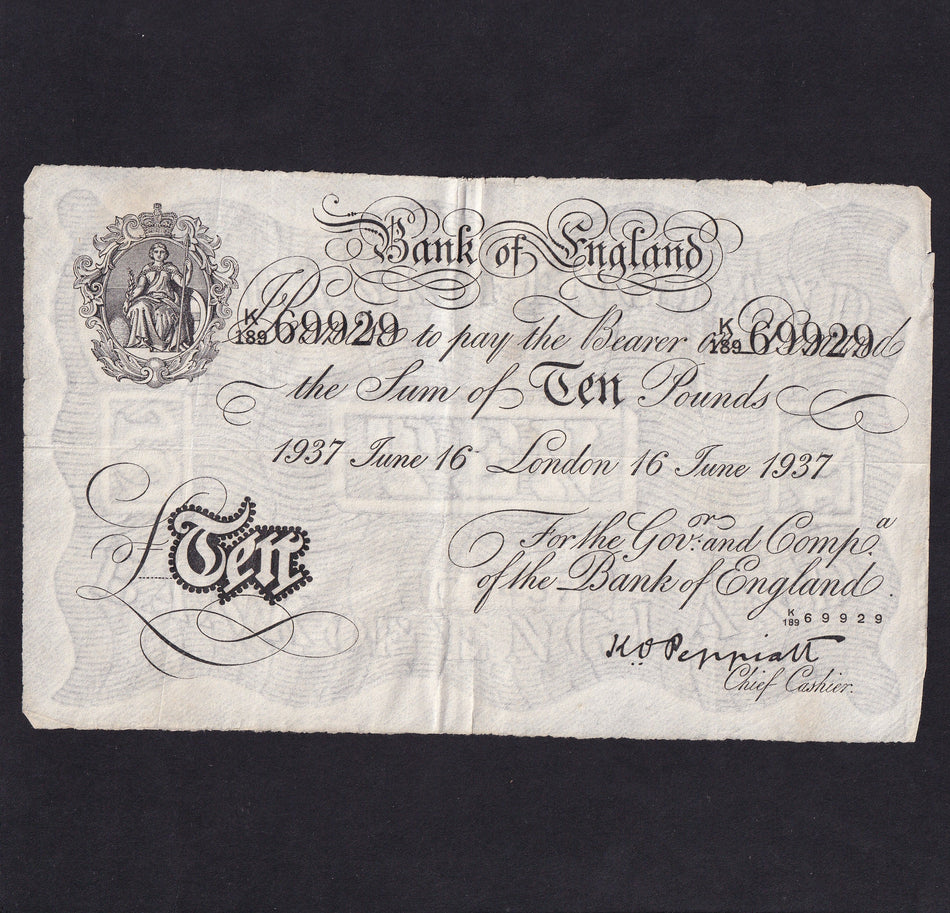 Bank of England
K
189 69929 to pay the Bearer on Demand K
189 69929
the Sum of Ten Pounds
1937 June 16 London 16 June 1937
£Ten
For the Govr. and Compa.
of the Bank of England.
K
189 69929
K.O. Peppiatt
Chief Cashier.